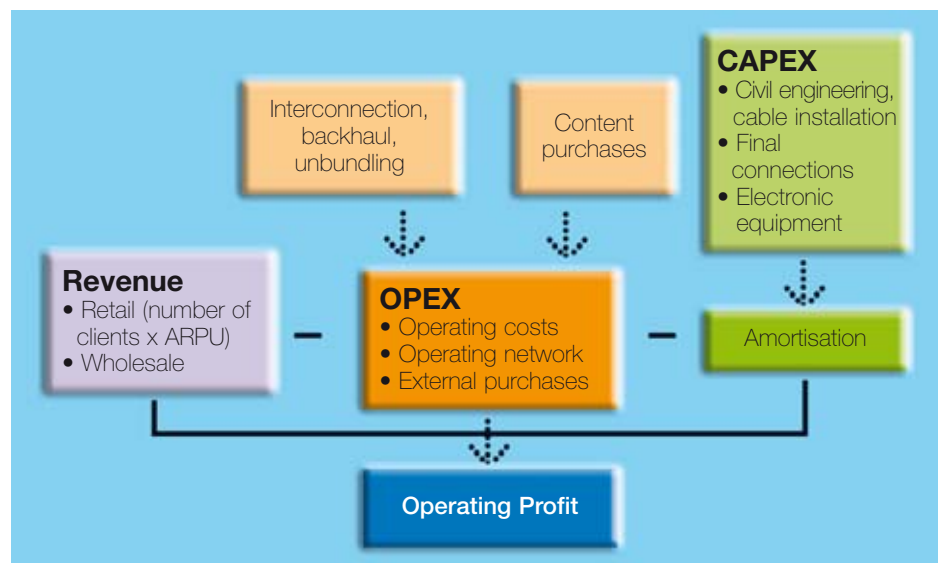 Interconnection,
backhaul,
unbundling
Content
purchases
CAPEX
• Civil engineering,
cable installation
• Final
connections
• Electronic
equipment
Revenue
• Retail (number of
clients x ARPU)
• Wholesale
–
OPEX
• Operating costs
• Operating network
• External purchases
–
Amortisation
Operating Profit